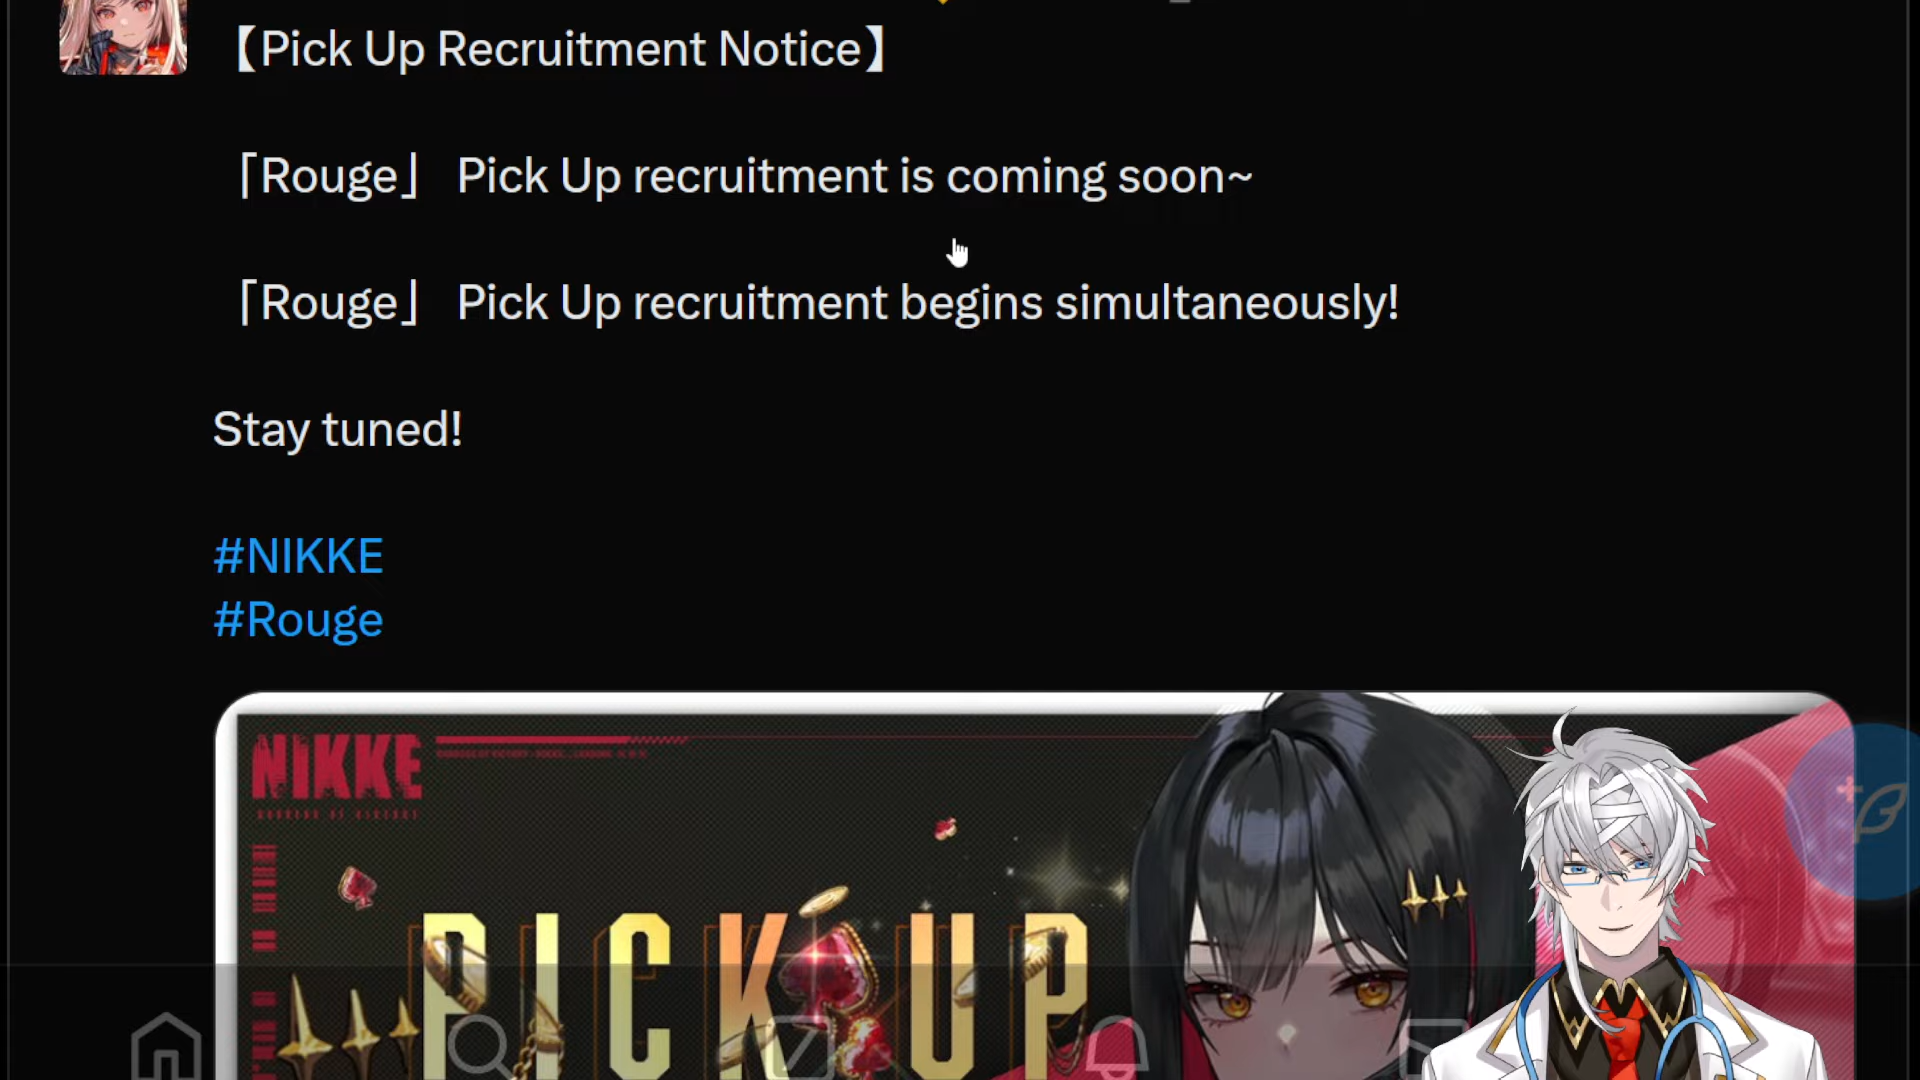 【Pick Up Recruitment Notice】
「Rouge」 Pick Up recruitment is coming soon~
「Rouge」 Pick Up recruitment begins simultaneously!
Stay tuned!
#NIKKE
#Rouge
NIKKE
PICK UP